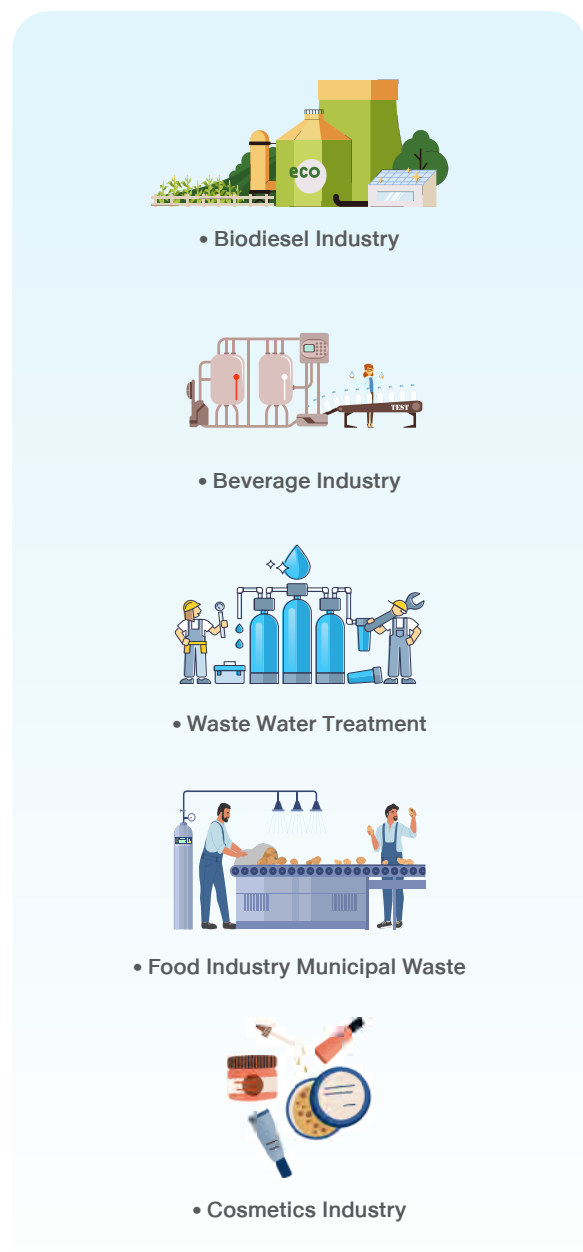 eco
• Biodiesel Industry
TEST
• Beverage Industry
• Waste Water Treatment
• Food Industry Municipal Waste
• Cosmetics Industry